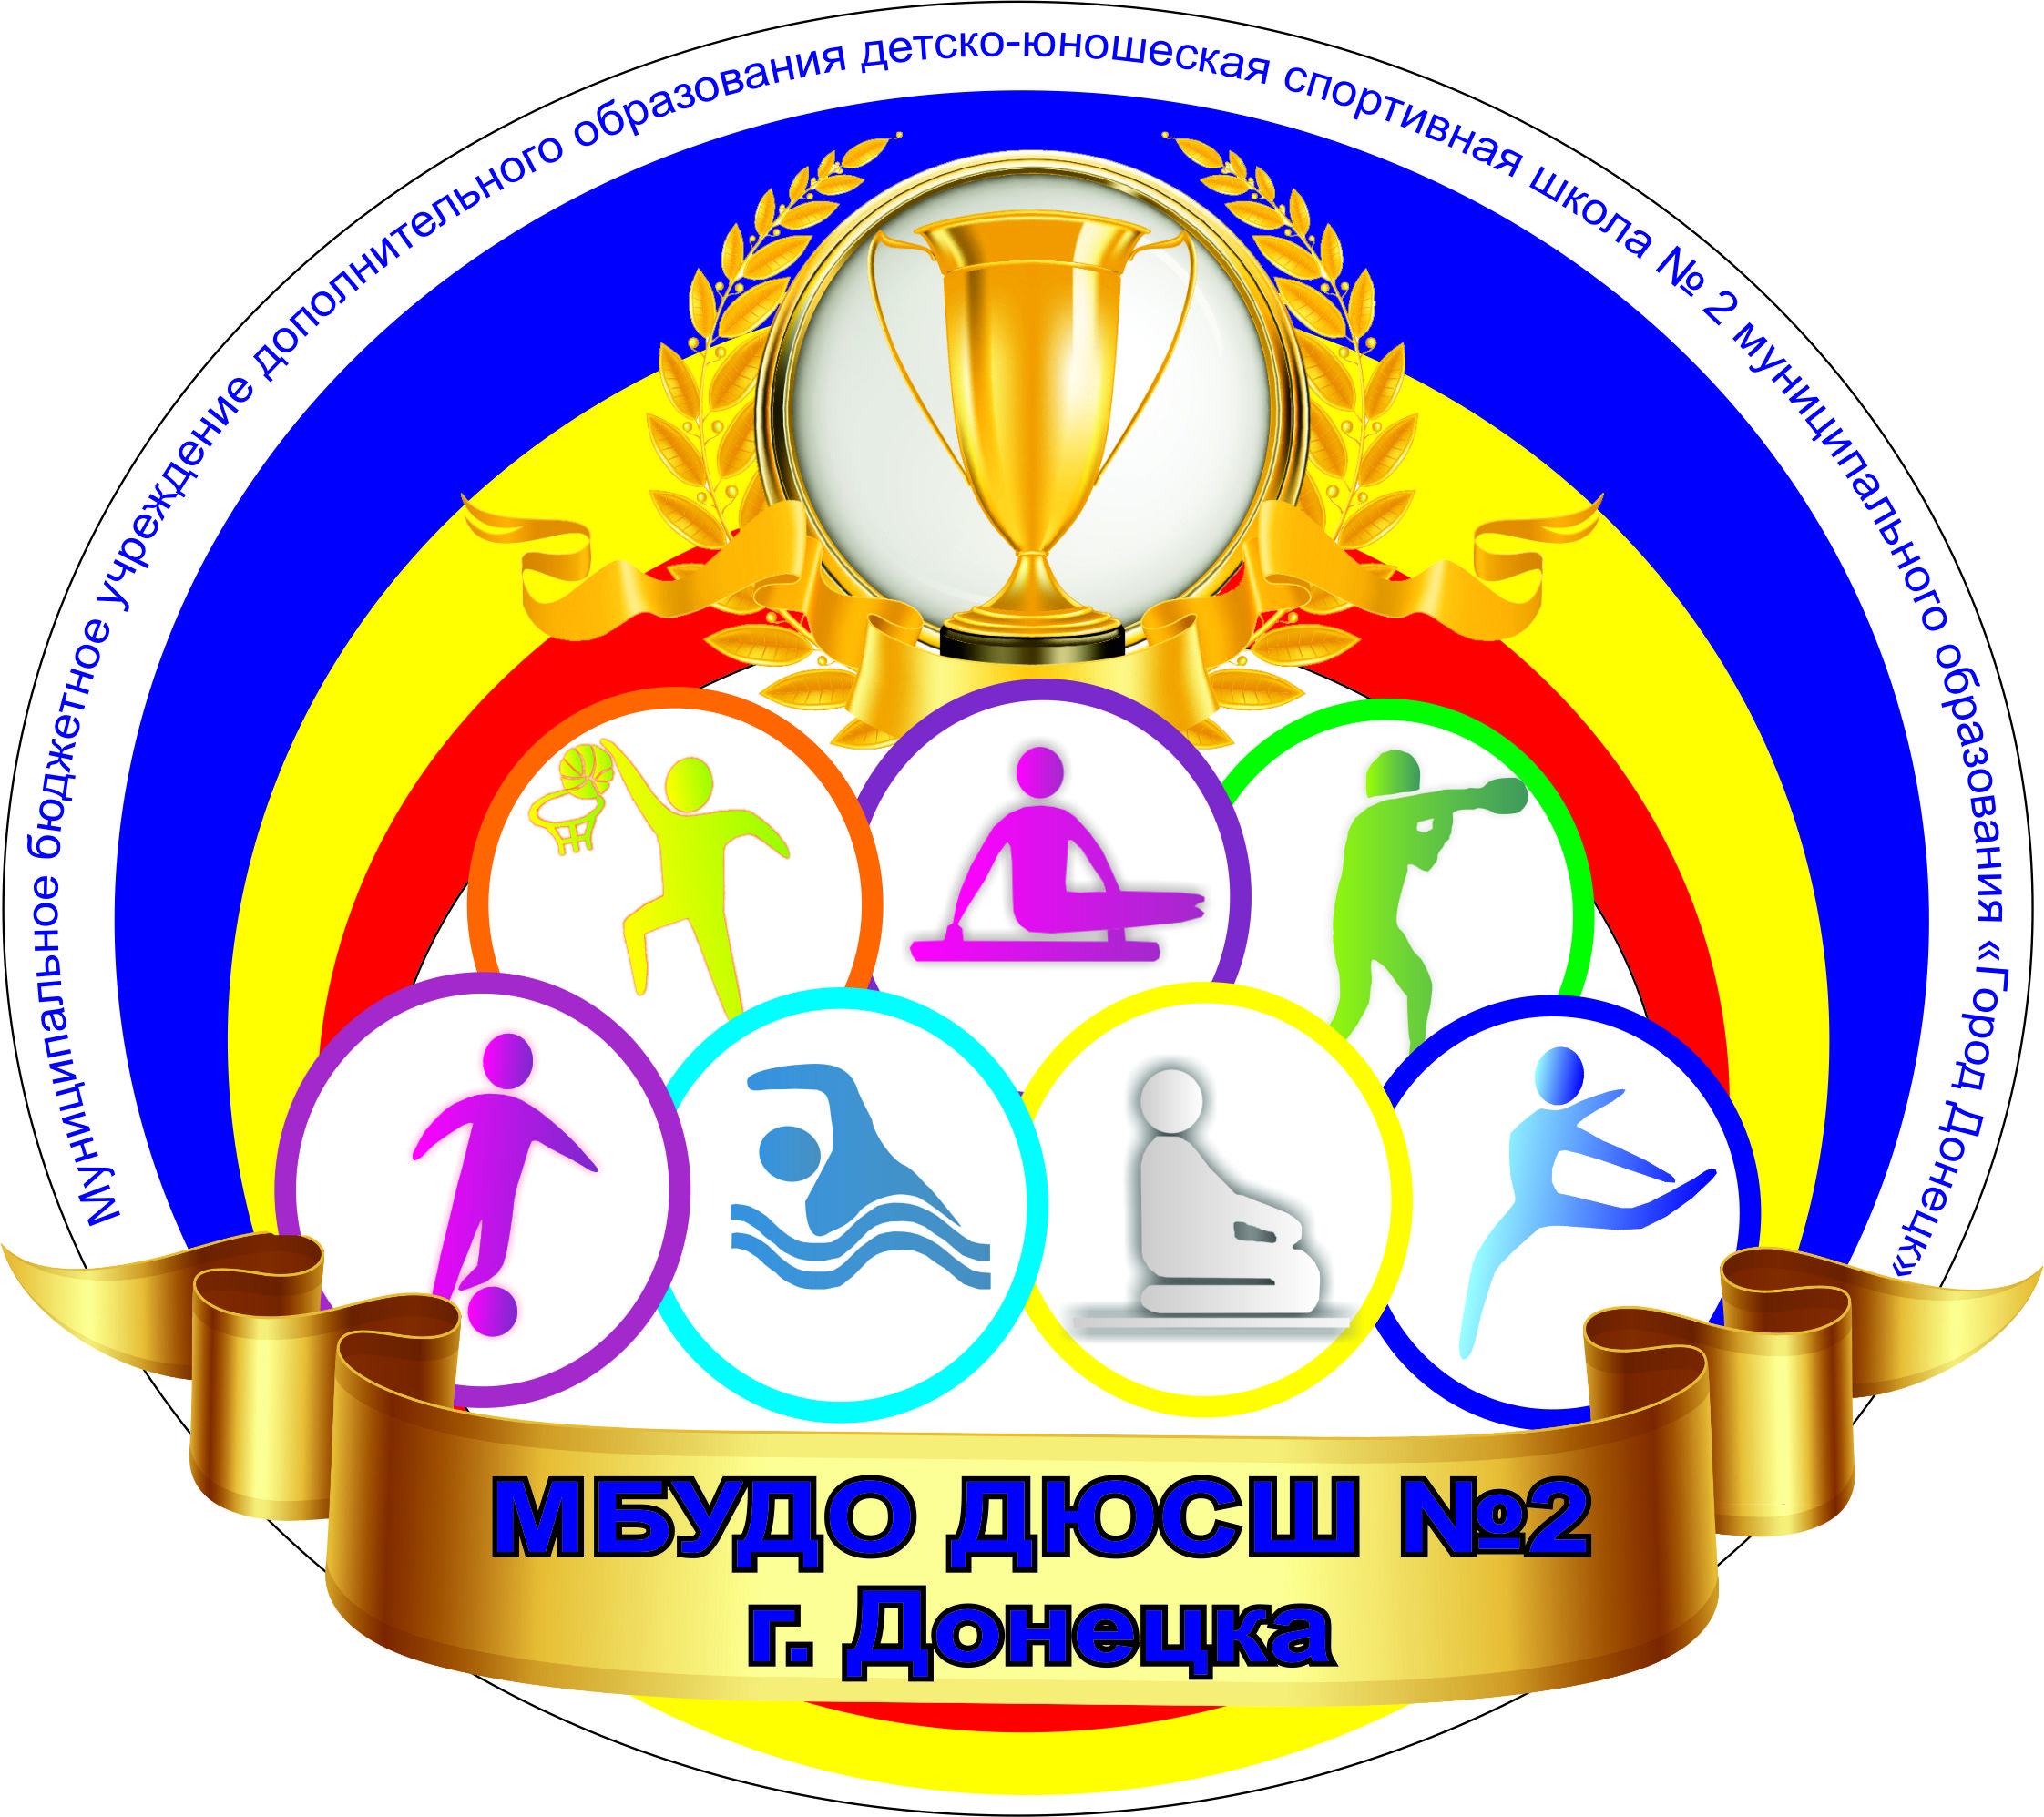 Муниципальное бюджетное учреждение дополнительного образования детско-юношеская спортивная школа № 2 муниципального образования «Город Донецк»
МБУДО ДЮСШ №2
г. Донецка